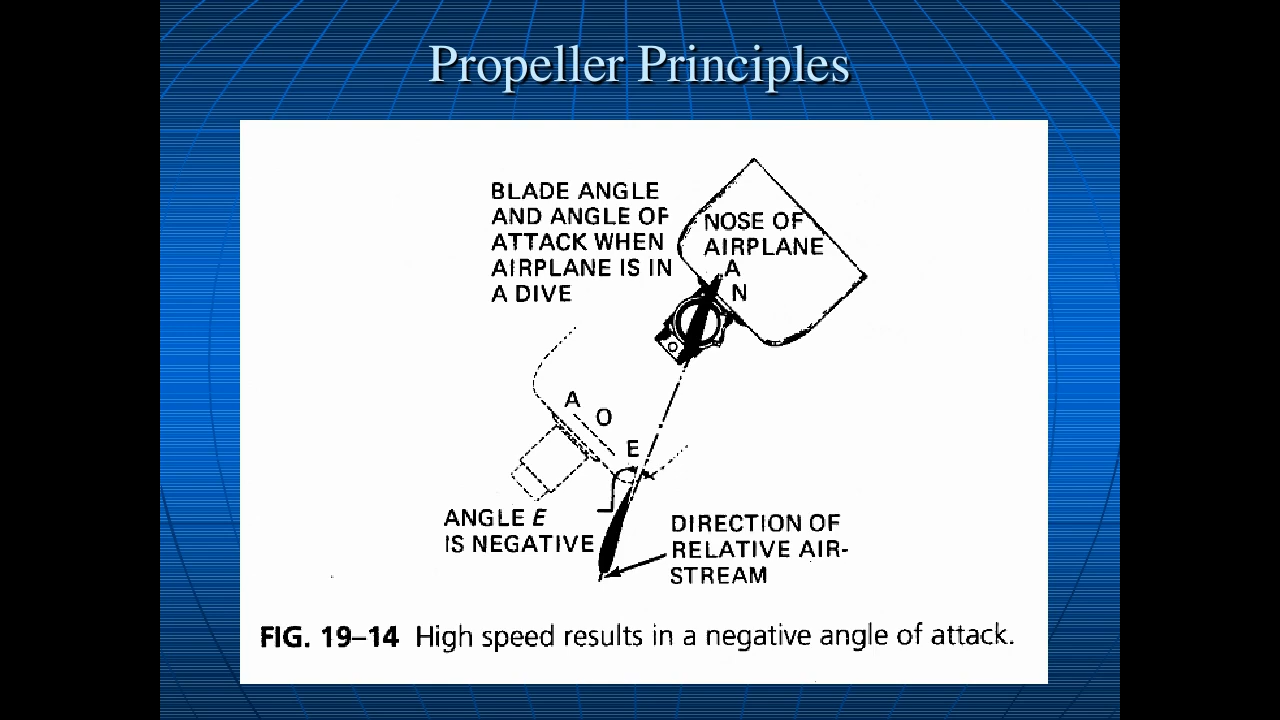 Propeller Principles
BLADE ANGLE
AND ANGLE OF
ATTACK WHEN
AIRPLANE IS IN
A DIVE
NOSE OF
AIRPLANE
A
N
A
O
E
ANGLE E
IS NEGATIVE
DIRECTION OF
RELATIVE AIR-
STREAM
FIG. 19–14 High speed results in a negative angle of attack.